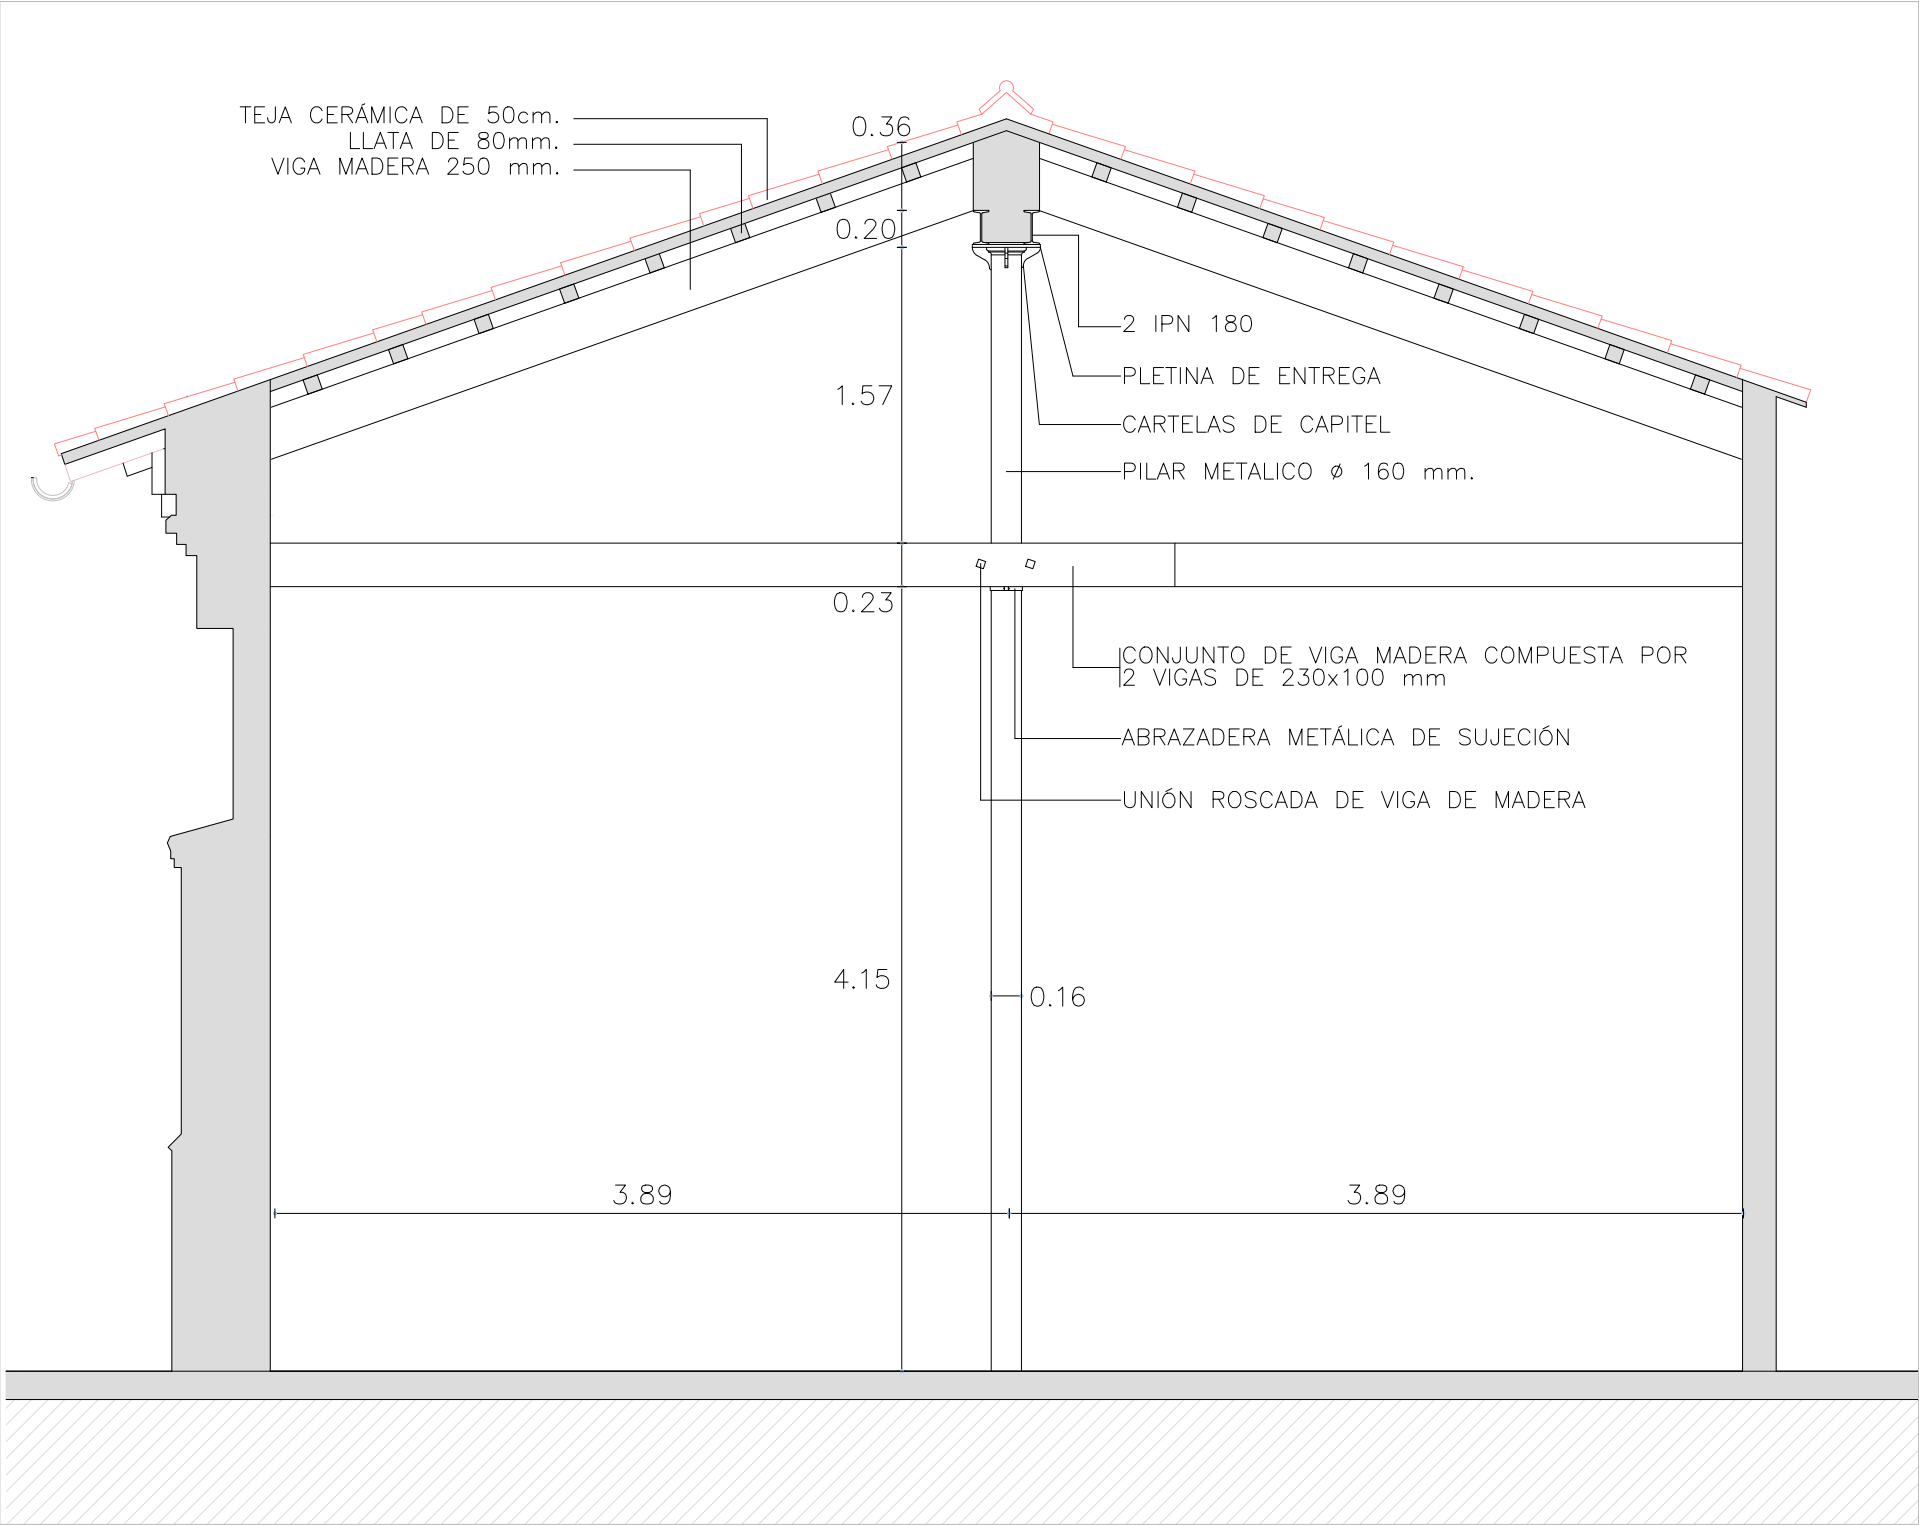 TEJA CERÁMICA DE 50cm.
LLATA DE 80mm.
VIGA MADERA 250 mm.
0.36
0.20
2 IPN 180
PLETINA DE ENTREGA
1.57
CARTELAS DE CAPITEL
PILAR METALICO ø 160 mm.
0.23
CONJUNTO DE VIGA MADERA COMPUESTA POR
2 VIGAS DE 230x100 mm
ABRAZADERA METÁLICA DE SUJECIÓN
UNIÓN ROSCADA DE VIGA DE MADERA
4.15
0.16
3.89
3.89